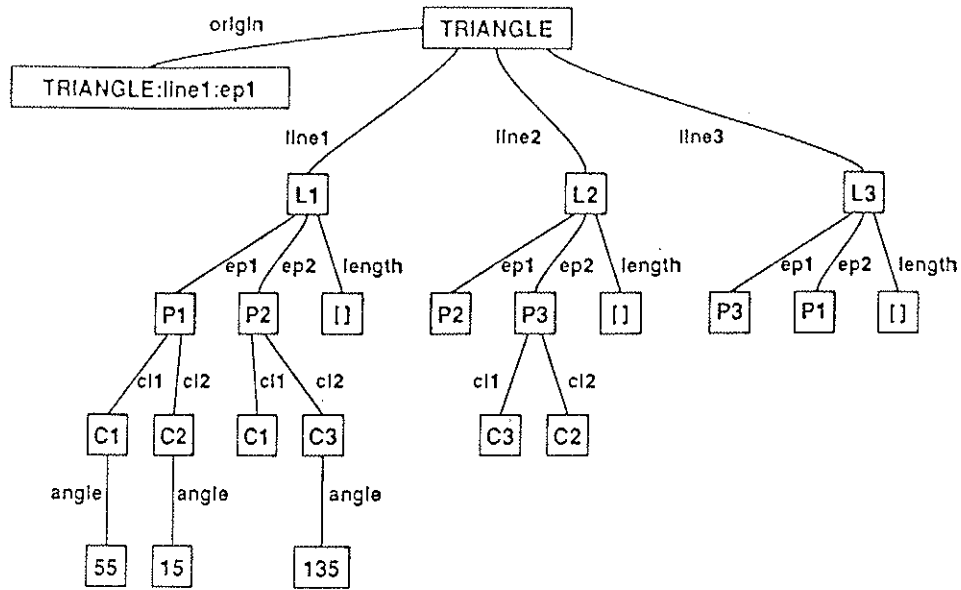 origin
TRIANGLE
TRIANGLE:line1:ep1
line1 line2 line3
L1 L2 L3
ep1 ep2 length ep1 ep2 length ep1 ep2 length
P1 P2 [] P2 P3 [] P3 P1 []
cl1 cl2 cl1 cl2 cl1 cl2
C1 C2 C1 C3 C3 C2
angle angle angle
55 15 135